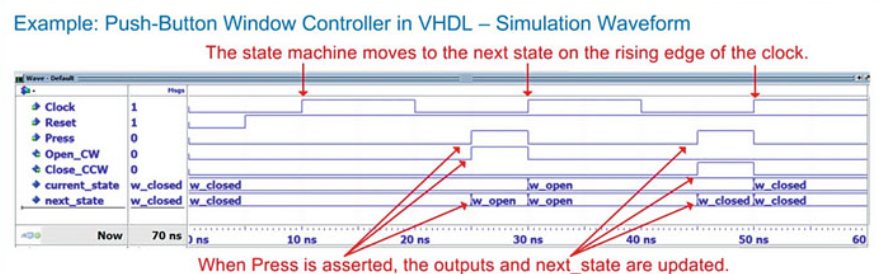 Example: Push-Button Window Controller in VHDL – Simulation Waveform
The state machine moves to the next state on the rising edge of the clock.
Wave - Default
Msgs
Clock 1
Reset 1
Press 0
Open_CW 0
Close_CCW 0
current_state w_closed w_closed w_open w_closed
next_state w_closed w_closed w_open w_open w_closed w_closed
Now 70 ns 0 ns 10 ns 20 ns 30 ns 40 ns 50 ns 60
When Press is asserted, the outputs and next_state are updated.